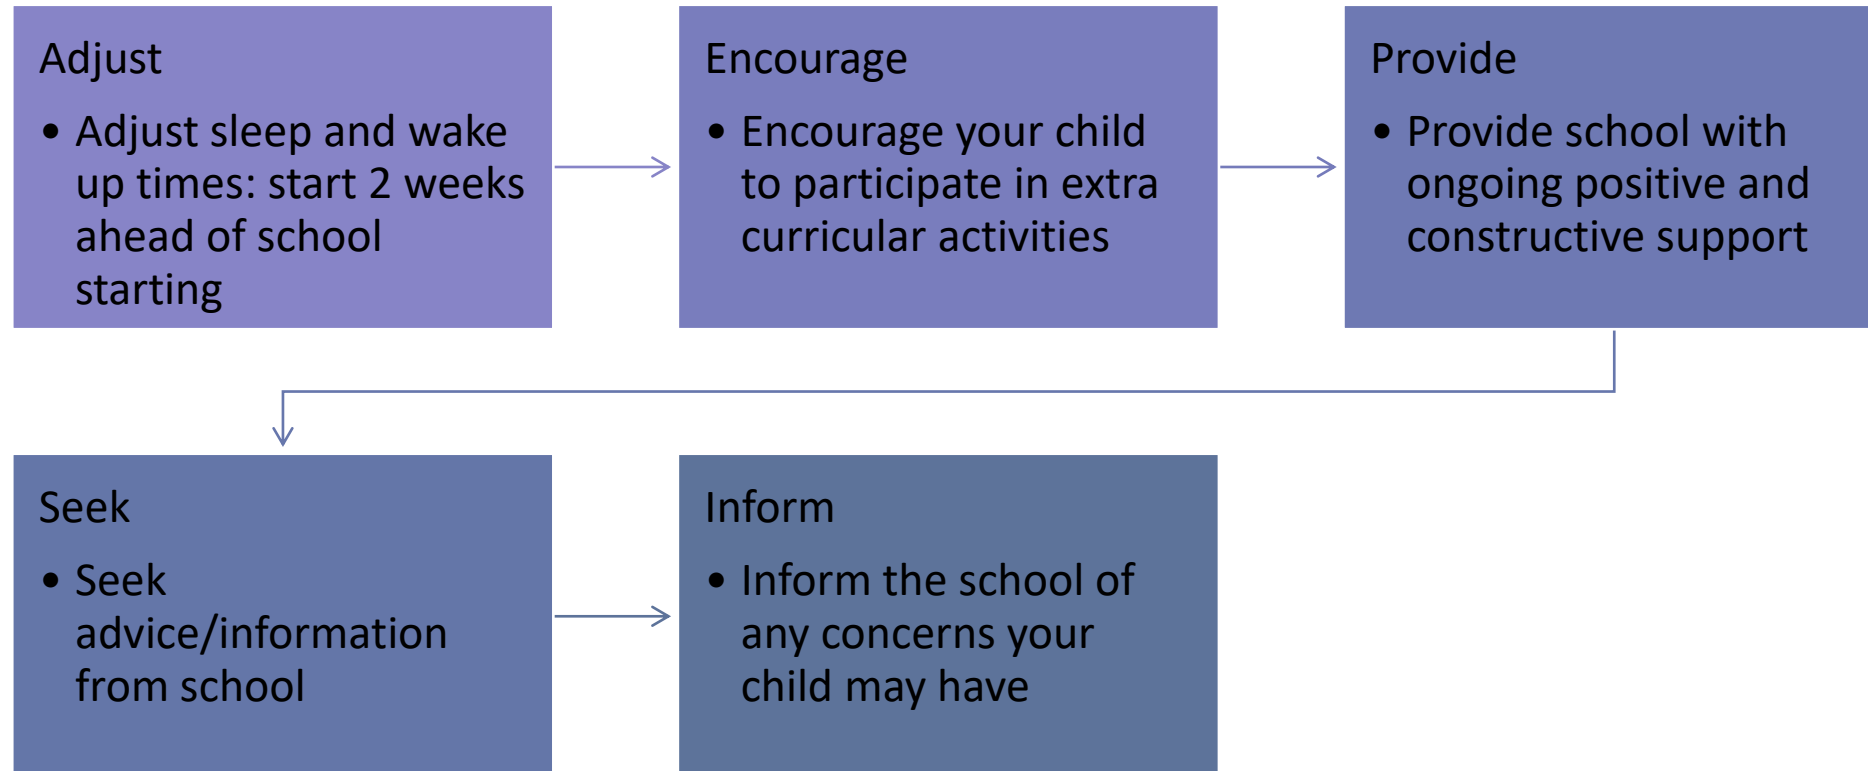 Adjust
• Adjust sleep and wake
up times: start 2 weeks
ahead of school
starting
Encourage
• Encourage your child
to participate in extra
curricular activities
Provide
• Provide school with
ongoing positive and
constructive support
Seek
• Seek
advice/information
from school
Inform
• Inform the school of
any concerns your
child may have